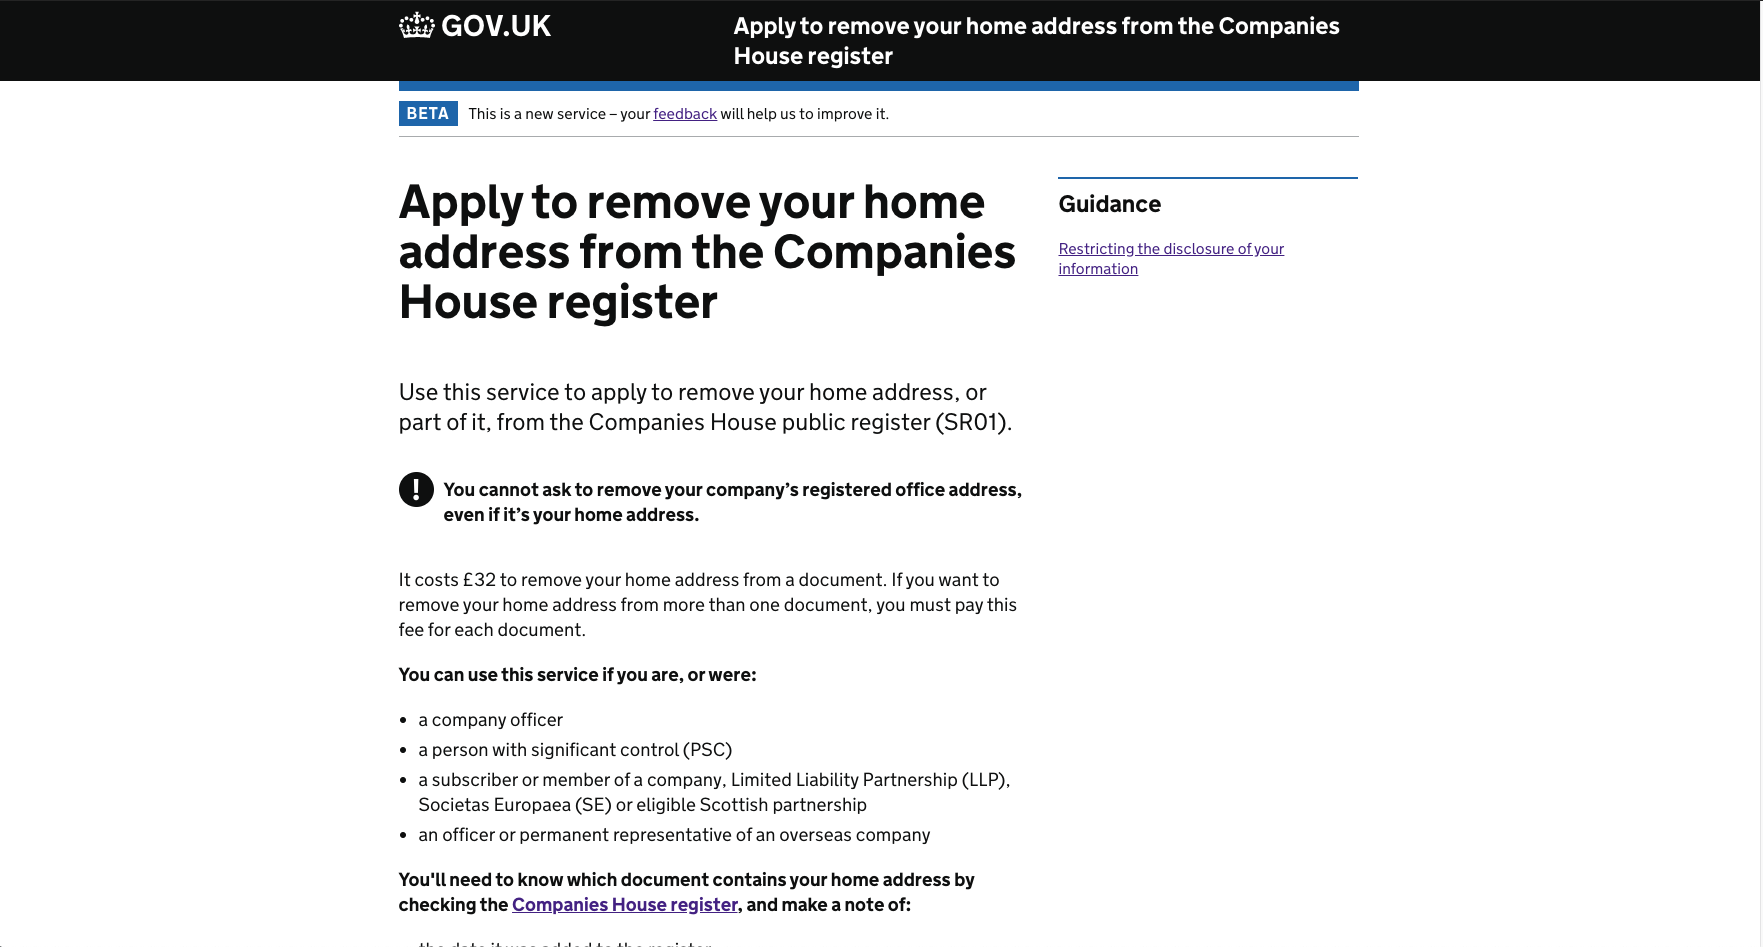 GOV.UK
Apply to remove your home address from the Companies
House register
BETA
This is a new service – your feedback will help us to improve it.
Apply to remove your home
address from the Companies
House register
Guidance
Restricting the disclosure of your
information
Use this service to apply to remove your home address, or
part of it, from the Companies House public register (SR01).
! You cannot ask to remove your company’s registered office address,
even if it’s your home address.
It costs £32 to remove your home address from a document. If you want to
remove your home address from more than one document, you must pay this
fee for each document.
You can use this service if you are, or were:
• a company officer
• a person with significant control (PSC)
• a subscriber or member of a company, Limited Liability Partnership (LLP),
Societas Europaea (SE) or eligible Scottish partnership
• an officer or permanent representative of an overseas company
You'll need to know which document contains your home address by
checking the Companies House register, and make a note of:
the date it was added to the register